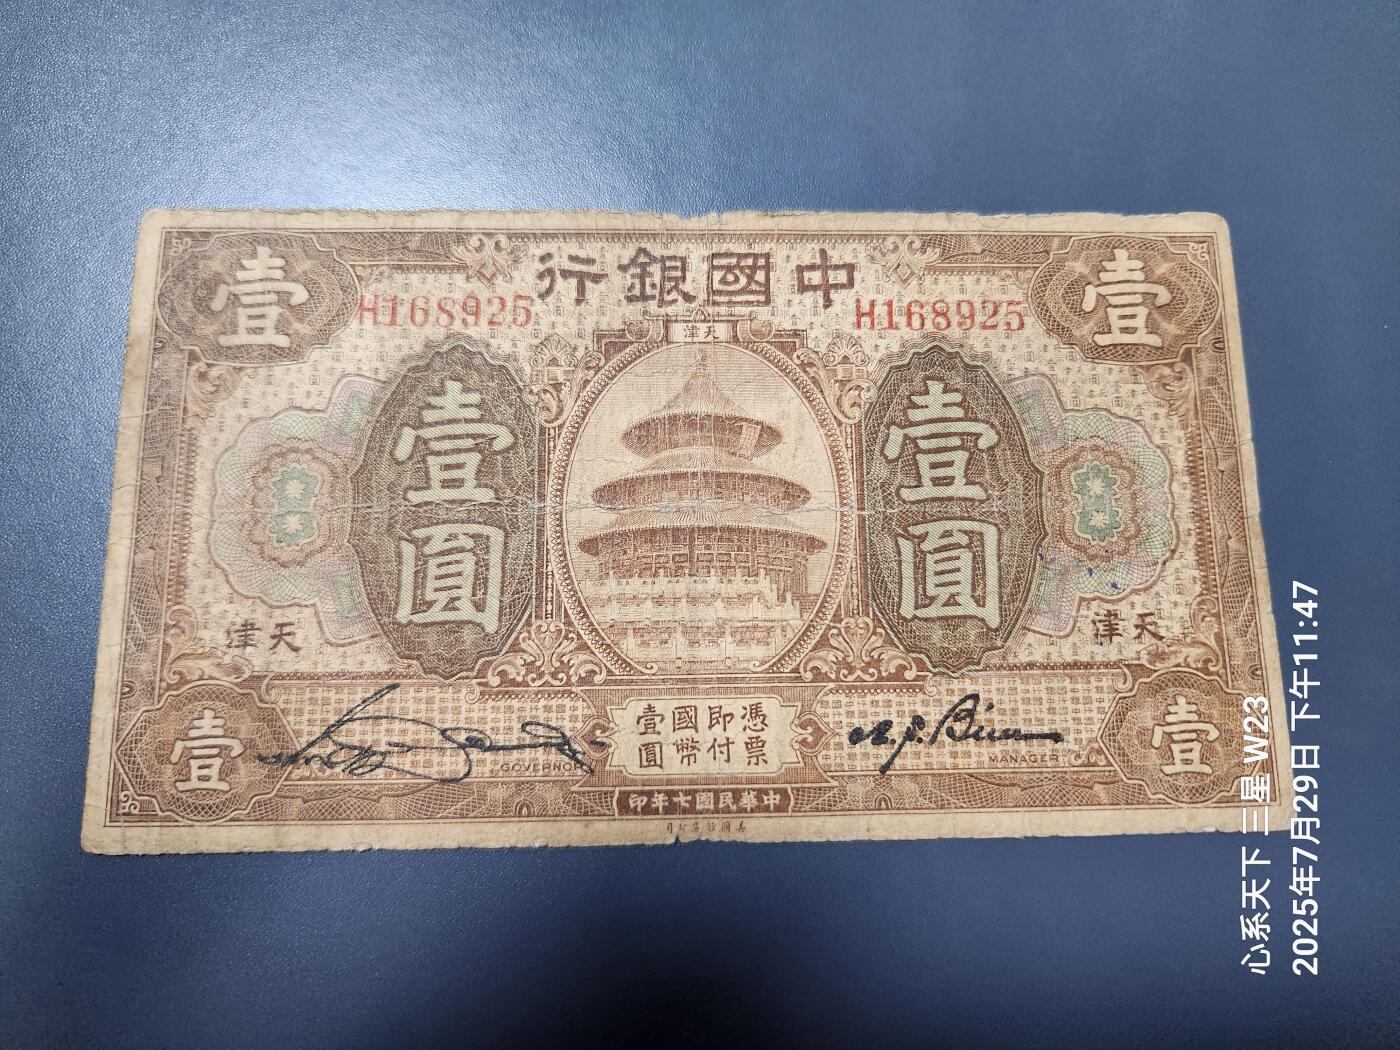 中國銀行
壹
壹
H168925
H168925
天津
壹圓
壹圓
天津
天津
憑票
即付
國幣
壹圓
GOVERNOR
MANAGER
壹
壹
中華民國七年印
心系天下 三星 W23
2025年7月29日 下午11:47